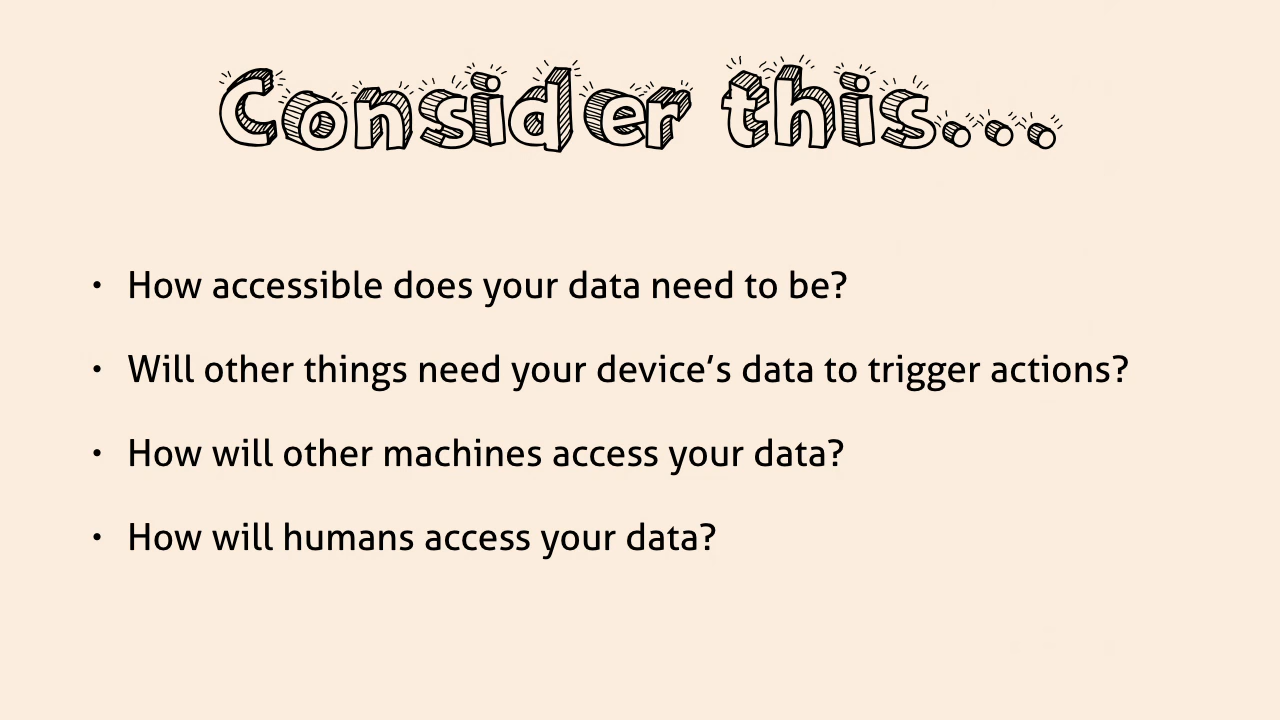 Consider this...
• How accessible does your data need to be?
• Will other things need your device’s data to trigger actions?
• How will other machines access your data?
• How will humans access your data?